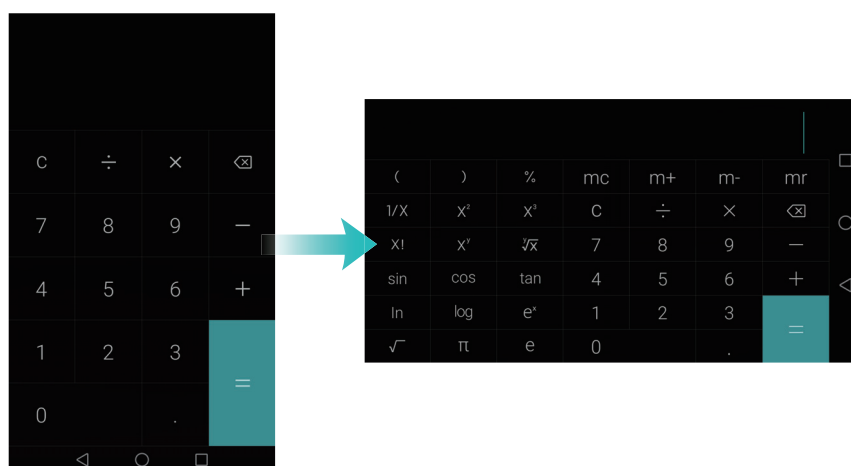 C ÷ ×
7 8 9 −
4 5 6 +
1 2 3
=
0 .
( ) % mc m+ m- mr
1/X X² X³ C ÷ ×
X! Xʸ ʸ√x 7 8 9 −
sin cos tan 4 5 6 +
ln log eˣ 1 2 3
=
√ π e 0 .